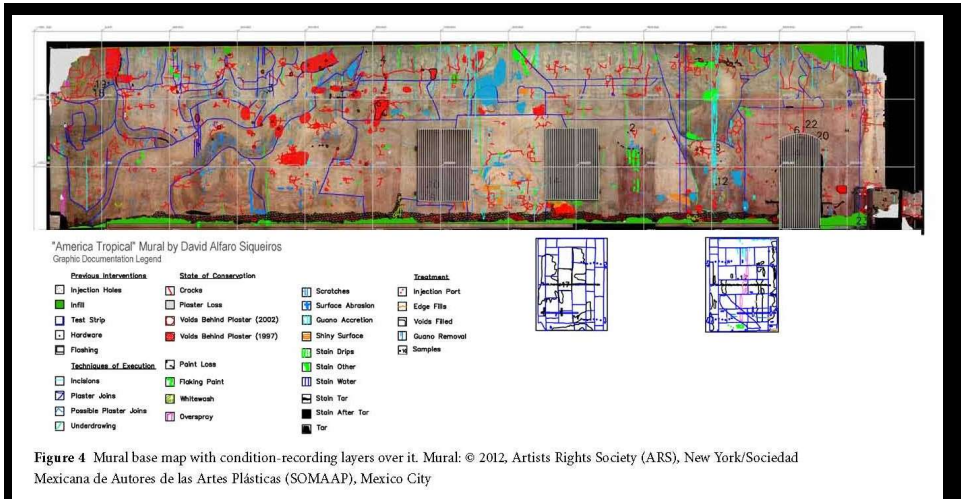 2
22
20
12
"America Tropical" Mural by David Alfaro Siqueiros
Graphic Documentation Legend
Previous Interventions
Injection Holes
Infill
Test Strip
Hardware
Flashing
Techniques of Execution
Incisions
Plaster Joins
Possible Plaster Joins
Underdrawing
State of Conservation
Cracks
Plaster Loss
Voids Behind Plaster (2002)
Voids Behind Plaster (1997)
Paint Loss
Flaking Paint
Whitewash
Overspray
Scratches
Surface Abrasion
Guano Accretion
Shiny Surface
Stain Drips
Stain Other
Stain Water
Stain Tar
Stain After Tar
Tar
Treatment
Injection Port
Edge Fills
Voids Filled
Guano Removal
Samples
Figure 4 Mural base map with condition-recording layers over it. Mural: © 2012, Artists Rights Society (ARS), New York/Sociedad
Mexicana de Autores de las Artes Plásticas (SOMAAP), Mexico City